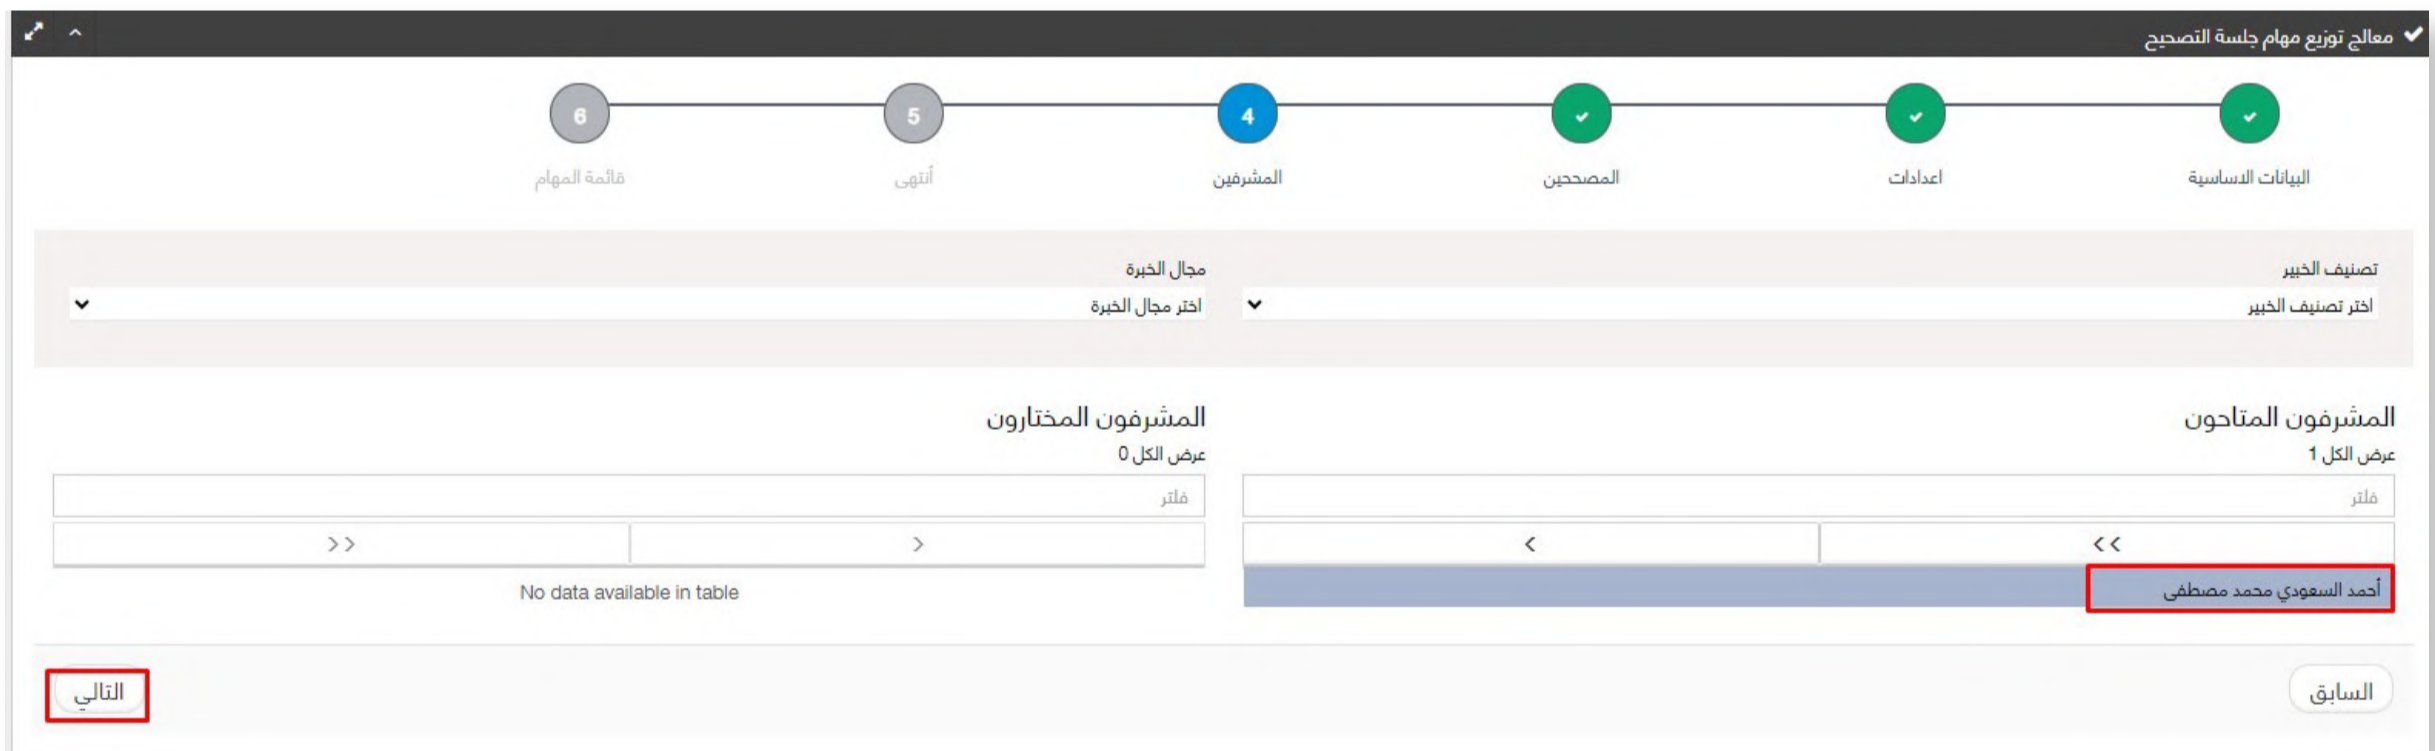 معالج توزيع مهام جلسة التصحيح
4 5 6
البيانات الاساسية اعدادات المصححين المشرفين أنتهى قائمة المهام
تصنيف الخبير مجال الخبرة
اختر تصنيف الخبير اختر مجال الخبرة
المشرفون المتاحون المشرفون المختارون
عرض الكل 1 عرض الكل 0
فلتر فلتر
<< < > >>
أحمد السعودي محمد مصطفى No data available in table
السابق التالي